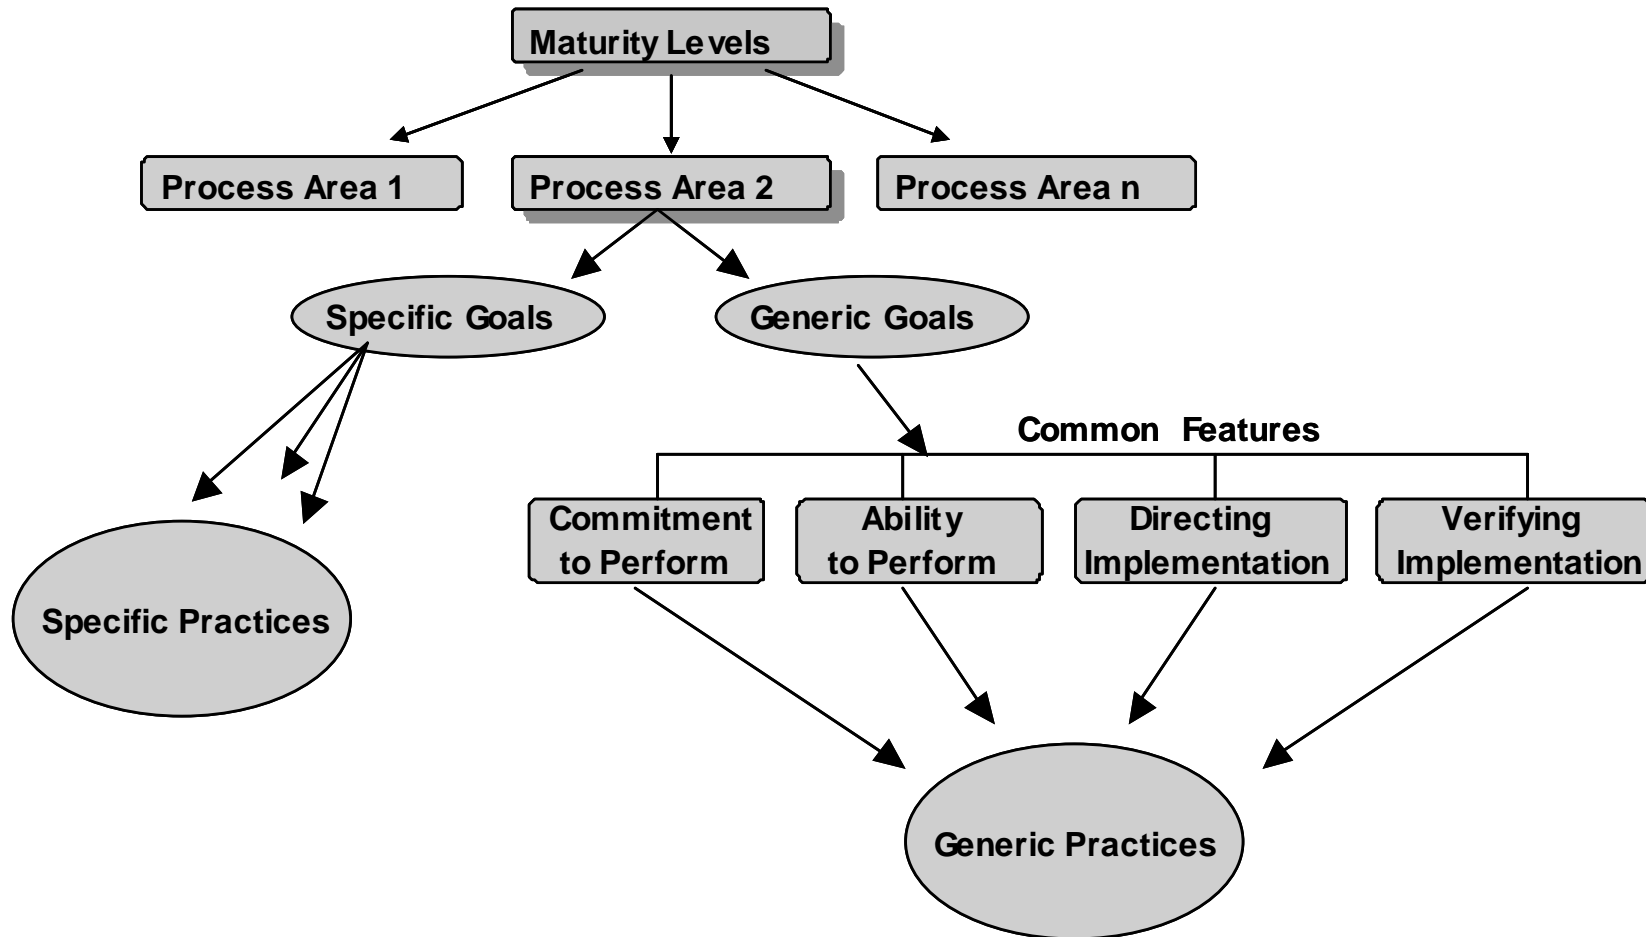 Maturity Levels
Process Area 1
Process Area 2
Process Area n
Specific Goals
Generic Goals
Common Features
Commitment
to Perform
Ability
to Perform
Directing
Implementation
Verifying
Implementation
Specific Practices
Generic Practices